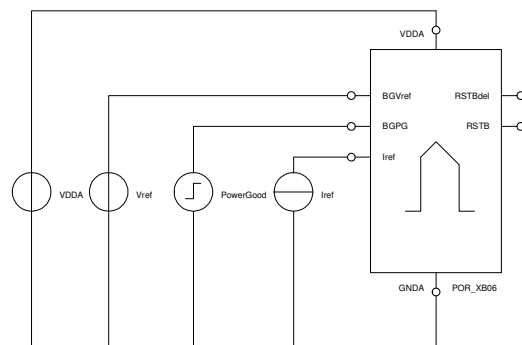 VDDA
BGVref
RSTBdel
BGPG
RSTB
Iref
VDDA
Vref
PowerGood
Iref
GNDA
POR_XB06